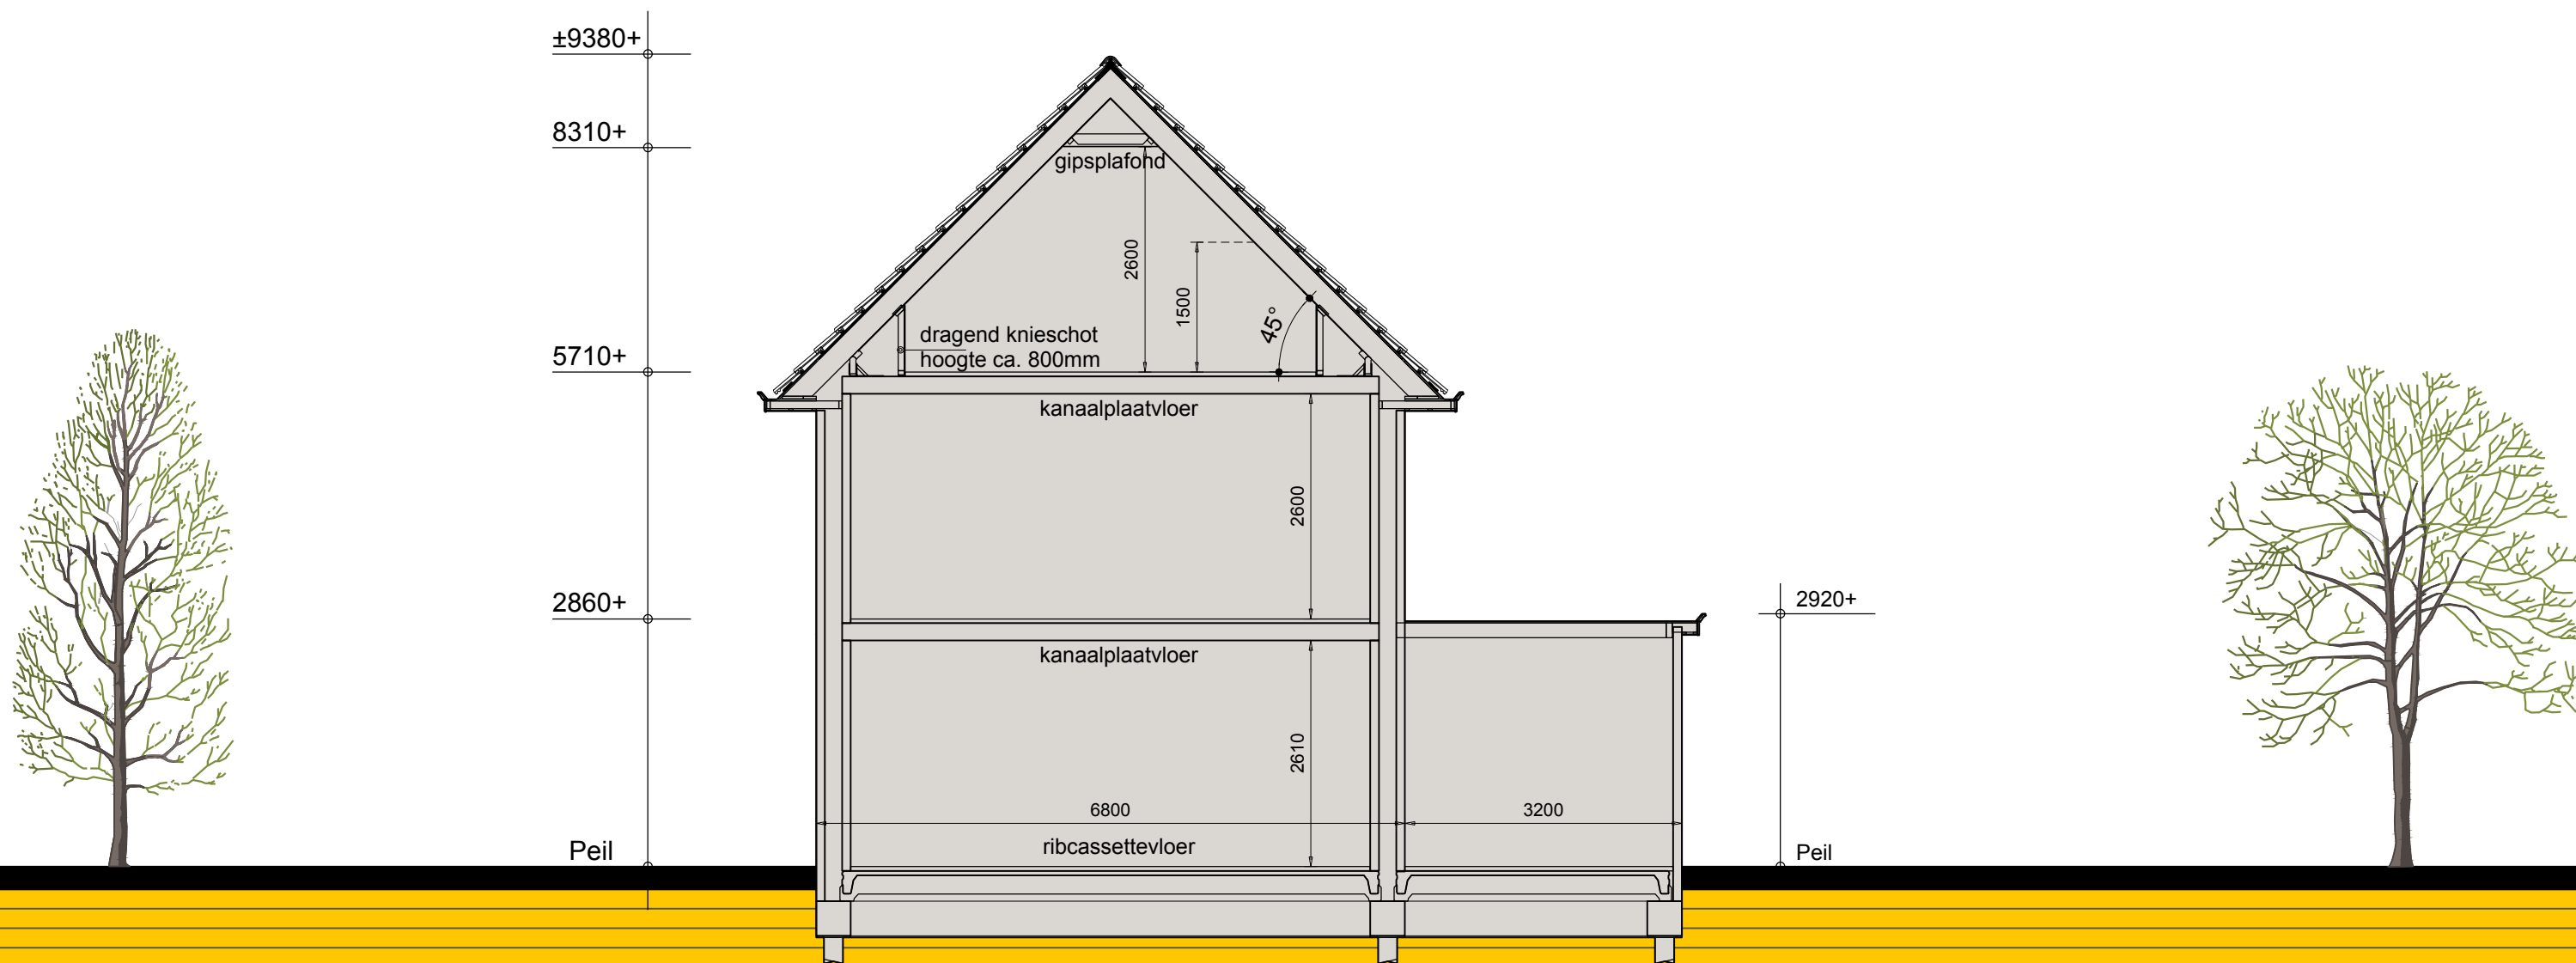 ±9380+
8310+
gipsplafond
2600
1500
45°
dragend knieschot
hoogte ca. 800mm
5710+
kanaalplaatvloer
2600
2860+
2920+
kanaalplaatvloer
2610
6800
3200
ribcassettevloer
Peil
Peil